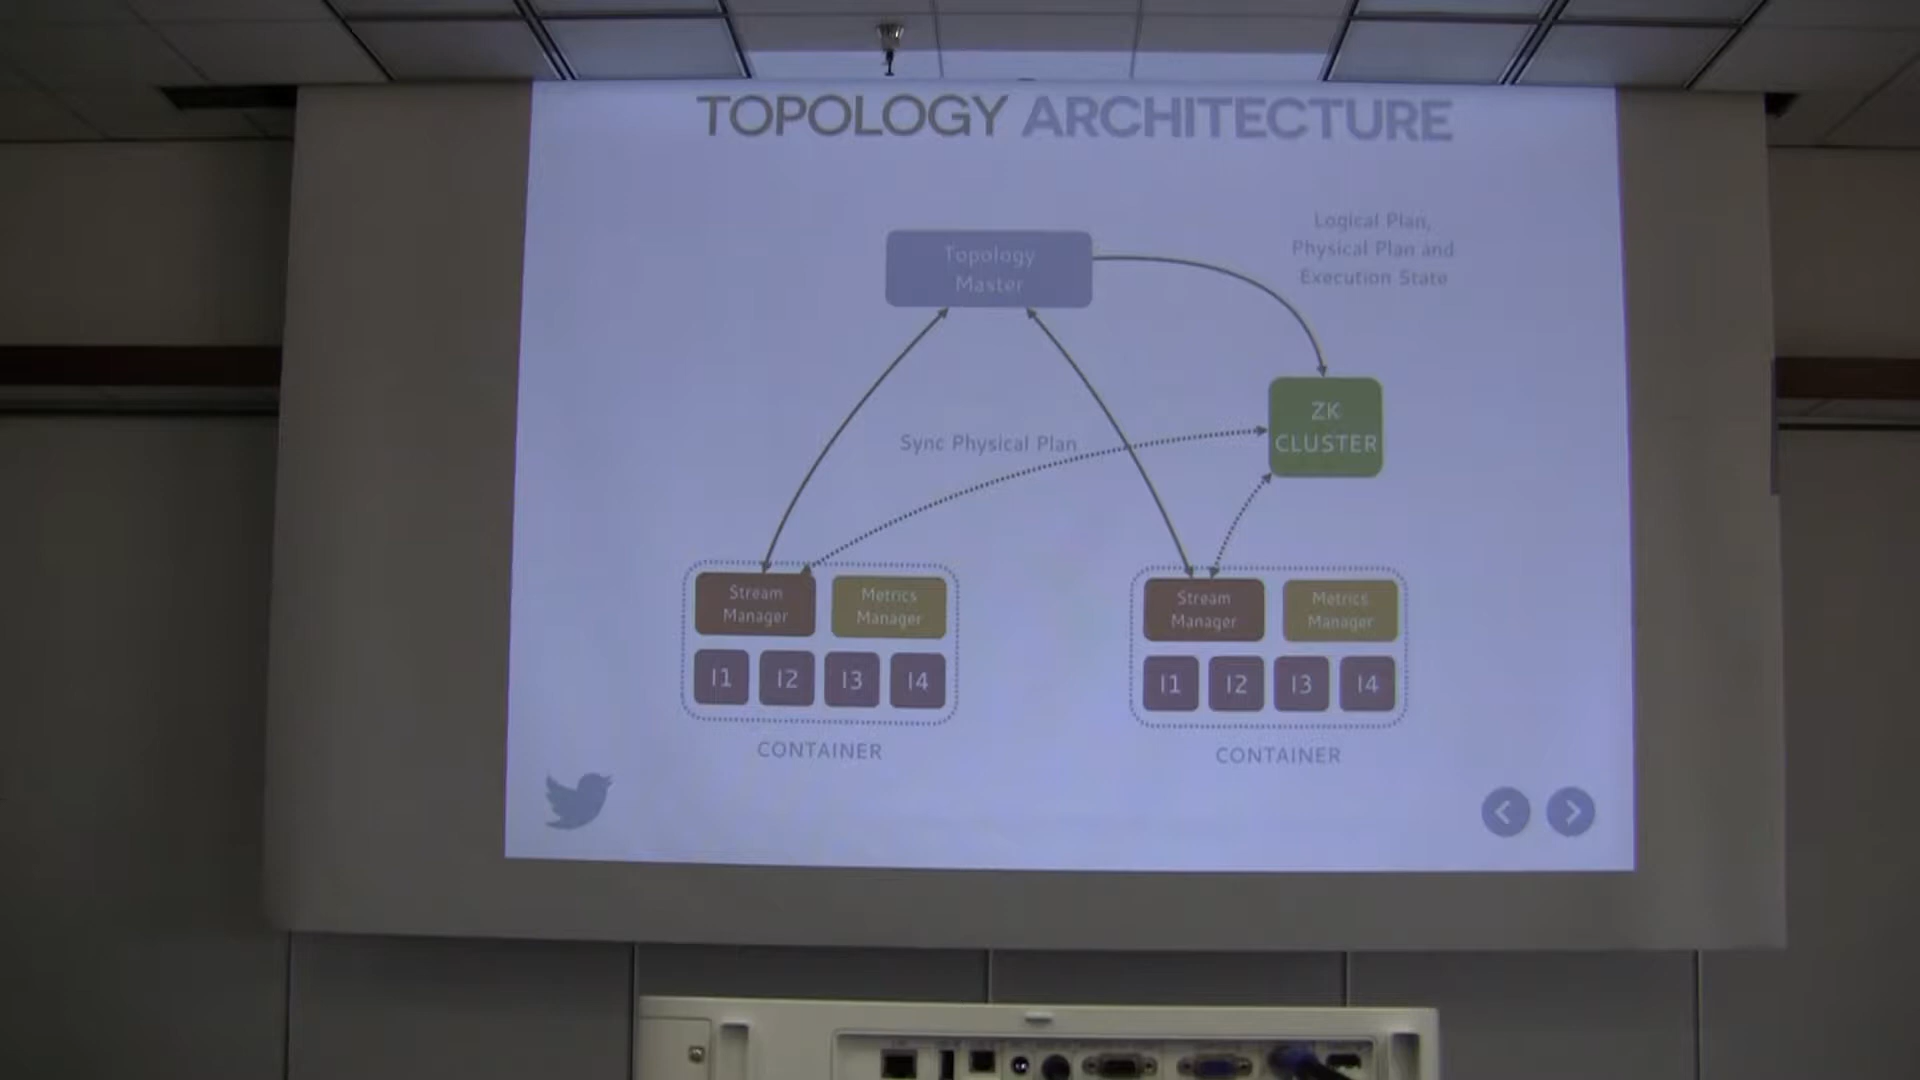 TOPOLOGY ARCHITECTURE
Logical Plan,
Physical Plan and
Execution State
Topology
Master
ZK
CLUSTER
Sync Physical Plan
Stream
Manager
Metrics
Manager
I1 I2 I3 I4
CONTAINER
Stream
Manager
Metrics
Manager
I1 I2 I3 I4
CONTAINER